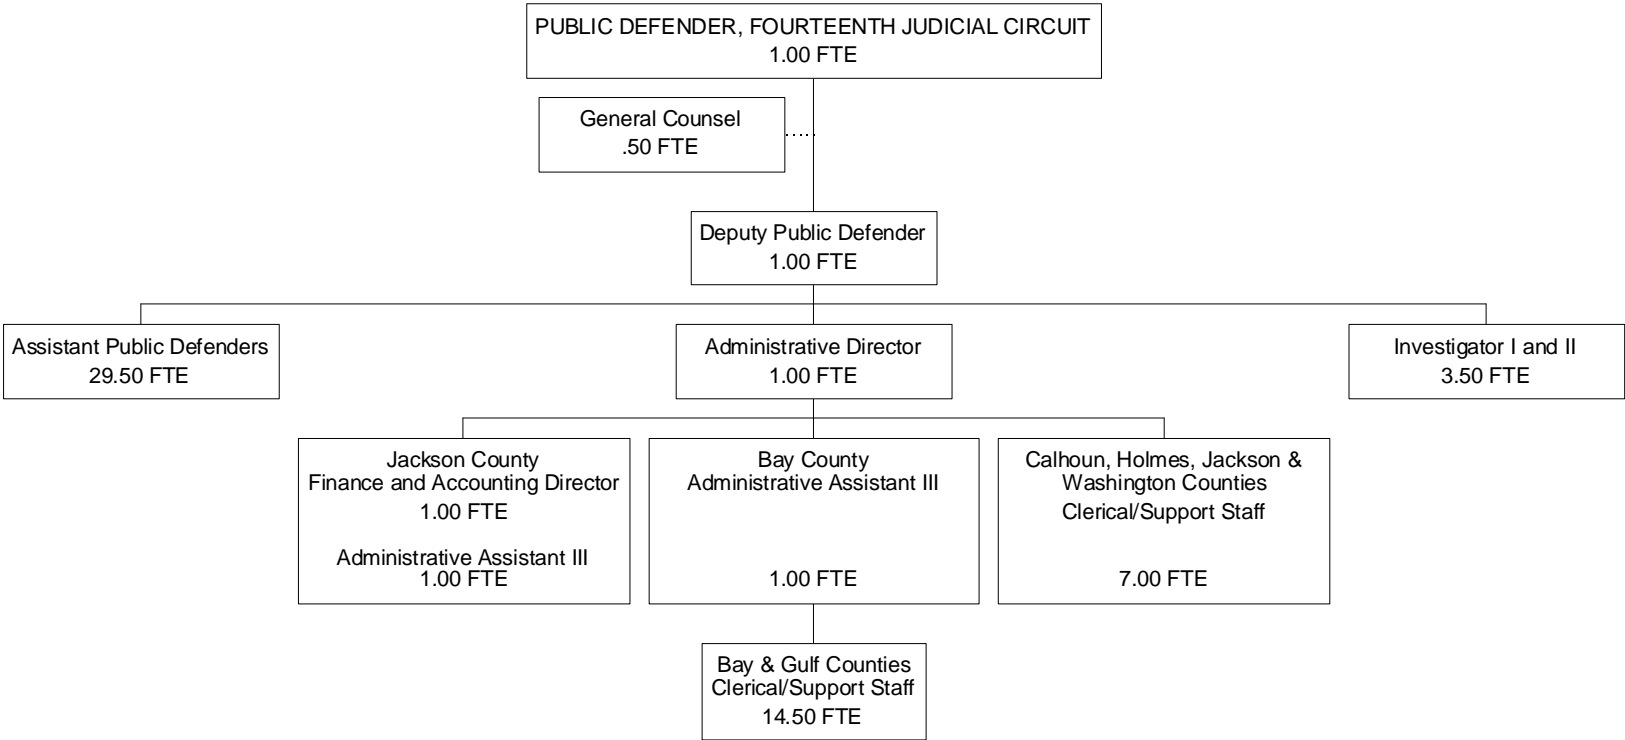 PUBLIC DEFENDER, FOURTEENTH JUDICIAL CIRCUIT
1.00 FTE
General Counsel
.50 FTE
Deputy Public Defender
1.00 FTE
Assistant Public Defenders
29.50 FTE
Administrative Director
1.00 FTE
Investigator I and II
3.50 FTE
Jackson County
Finance and Accounting Director
1.00 FTE
Administrative Assistant III
1.00 FTE
Bay County
Administrative Assistant III
1.00 FTE
Calhoun, Holmes, Jackson &
Washington Counties
Clerical/Support Staff
7.00 FTE
Bay & Gulf Counties
Clerical/Support Staff
14.50 FTE